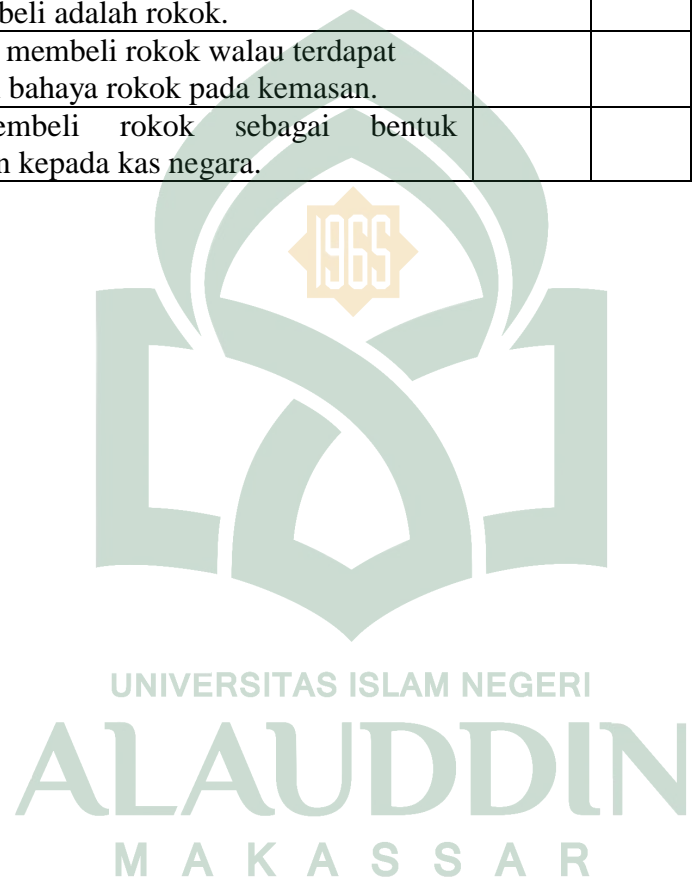 beli adalah rokok.
membeli rokok walau terdapat
bahaya rokok pada kemasan.
embeli rokok sebagai bentuk
n kepada kas negara.
1965
UNIVERSITAS ISLAM NEGERI
ALAUDDIN
MAKASSAR